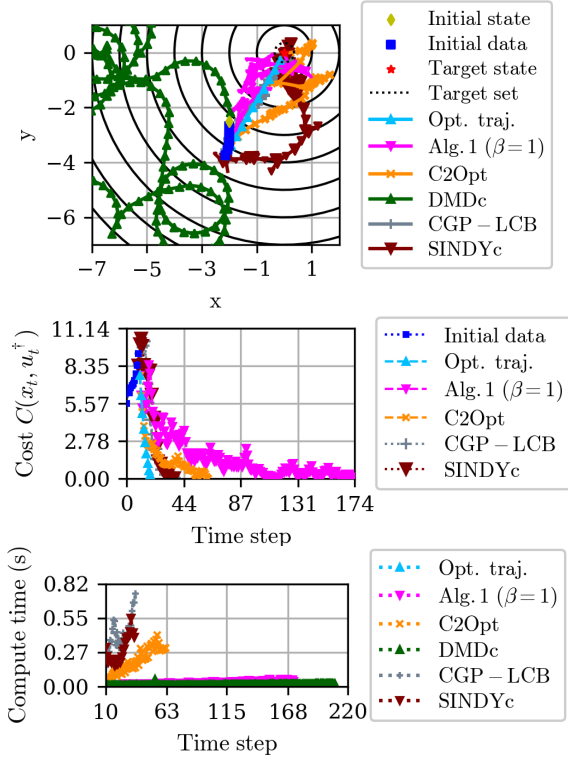 0
−2
−4
−6
y
−7
−5
−3
−1
1
x
Initial state
Initial data
Target state
Target set
Opt. traj.
Alg. 1 (β = 1)
C2Opt
DMDc
CGP − LCB
SINDYc
11.14
8.35
5.57
2.78
0.00
Cost C(x_t, u_t^†)
0
44
87
131
174
Time step
Initial data
Opt. traj.
Alg. 1 (β = 1)
C2Opt
CGP − LCB
SINDYc
0.82
0.55
0.27
0.00
Compute time (s)
10
63
115
168
220
Time step
Opt. traj.
Alg. 1 (β = 1)
C2Opt
DMDc
CGP − LCB
SINDYc